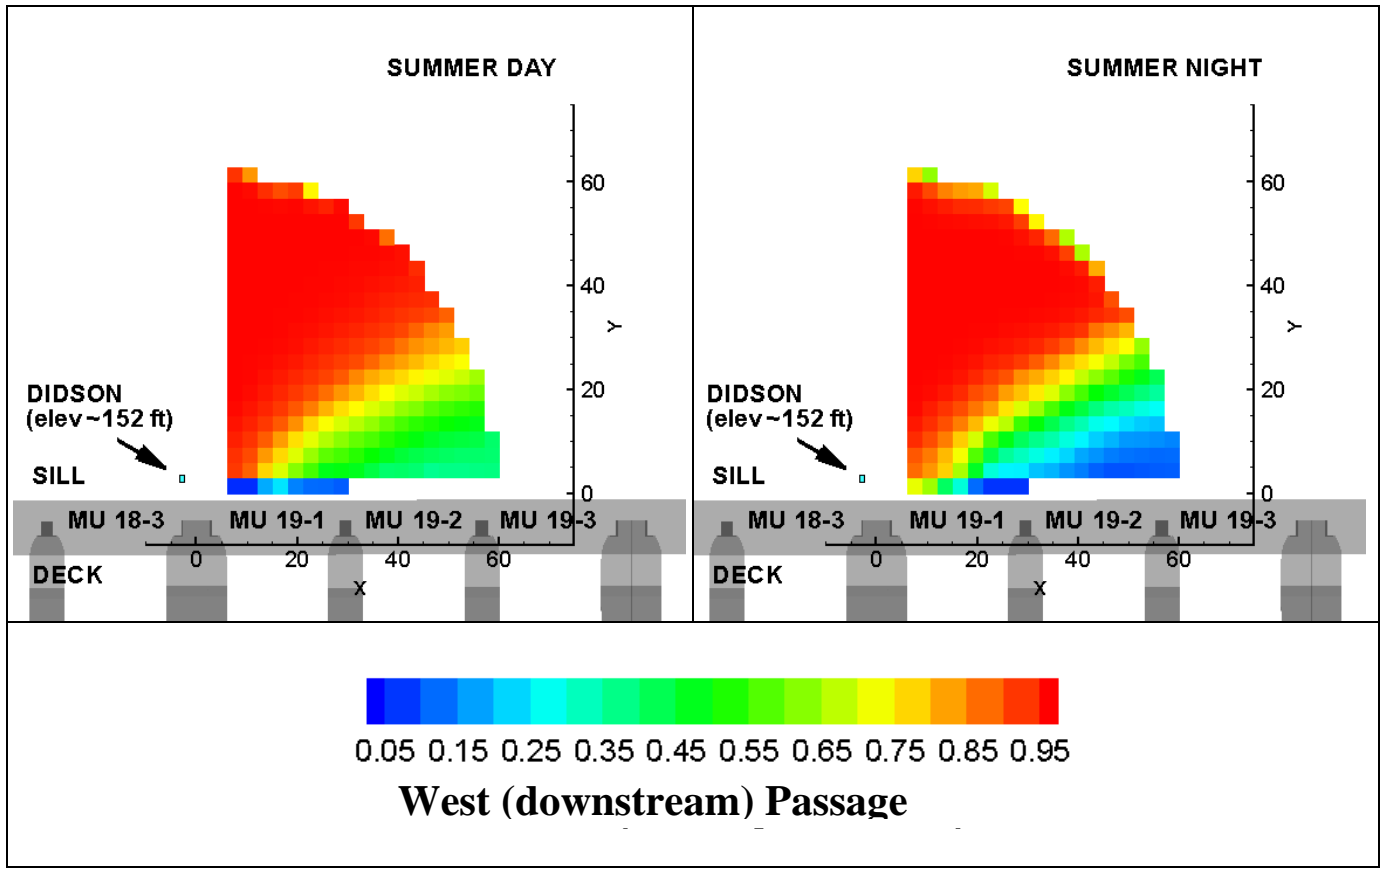 SUMMER DAY
60
40
Y
20
DIDSON
(elev ~152 ft)
SILL
0
MU 18-3 MU 19-1 MU 19-2 MU 19-3
0 20 40 60
DECK
X
SUMMER NIGHT
60
40
Y
20
DIDSON
(elev ~152 ft)
SILL
0
MU 18-3 MU 19-1 MU 19-2 MU 19-3
0 20 40 60
DECK
X
0.05 0.15 0.25 0.35 0.45 0.55 0.65 0.75 0.85 0.95
West (downstream) Passage